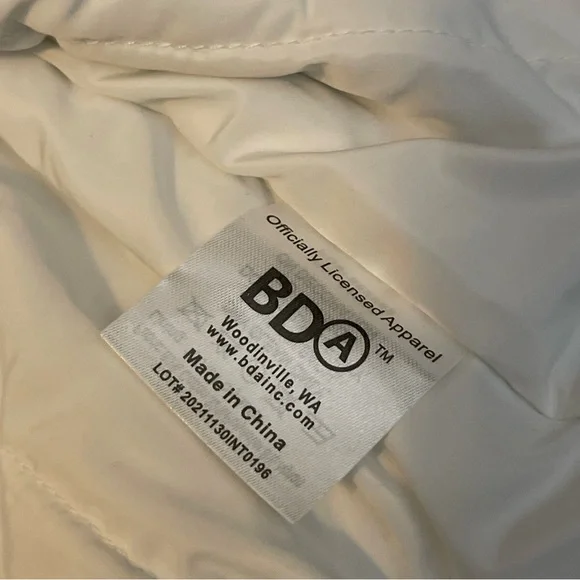 Officially Licensed Apparel
BDA™
Woodinville, WA
www.bdainc.com
Made in China
LOT# 20211130INT0196